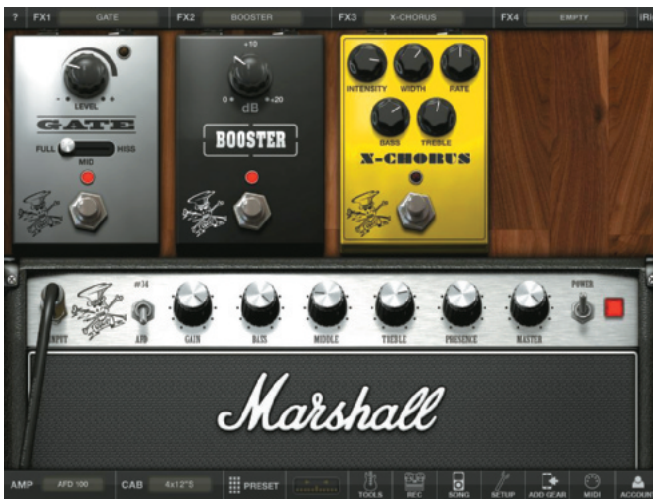 ? FX1 GATE FX2 BOOSTER FX3 X-CHORUS FX4 EMPTY
- + +10
LEVEL 0 +20 INTENSITY WIDTH RATE
GATE dB
FULL HISS BOOSTER BASS TREBLE
MID X-CHORUS
#34 POWER
INPUT AFD GAIN BASS MIDDLE TREBLE PRESENCE MASTER
Marshall
AMP AFD 100 CAB 4x12"S PRESET TOOLS REC SONG SETUP ADD GEAR MIDI ACCOUN